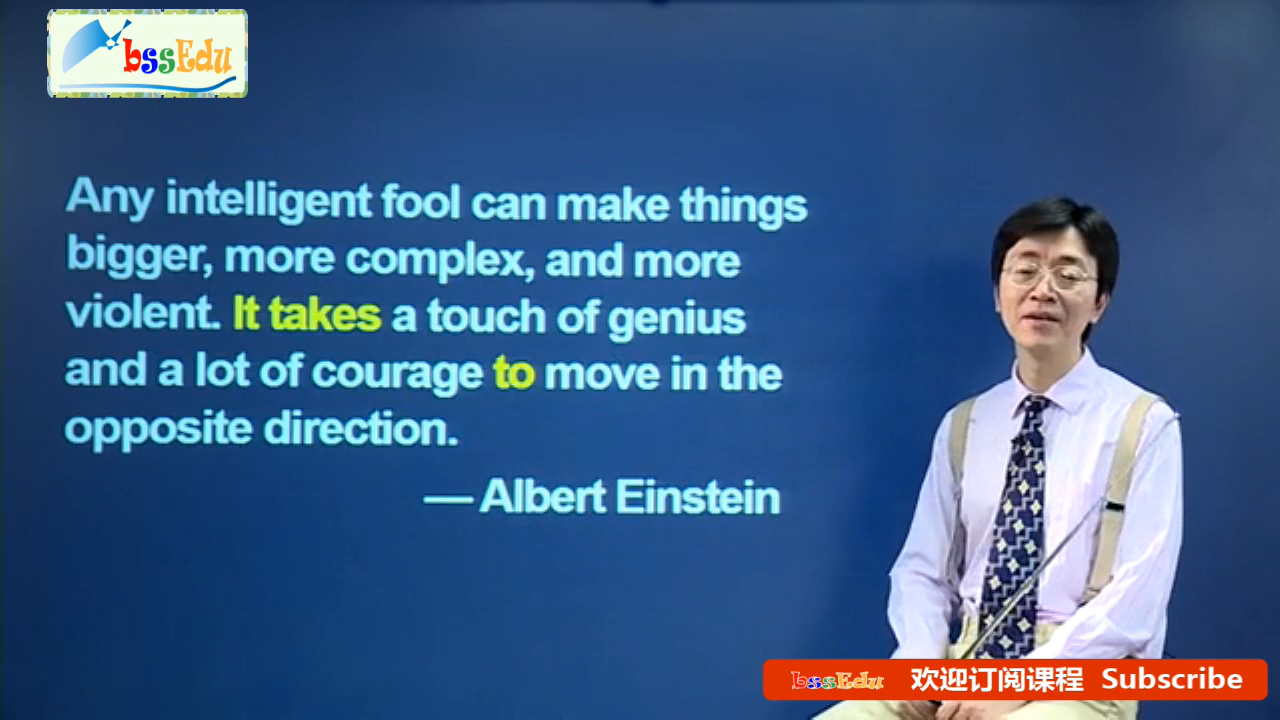 bssEdu
Any intelligent fool can make things
bigger, more complex, and more
violent. It takes a touch of genius
and a lot of courage to move in the
opposite direction.
— Albert Einstein
bssEdu 欢迎订阅课程 Subscribe